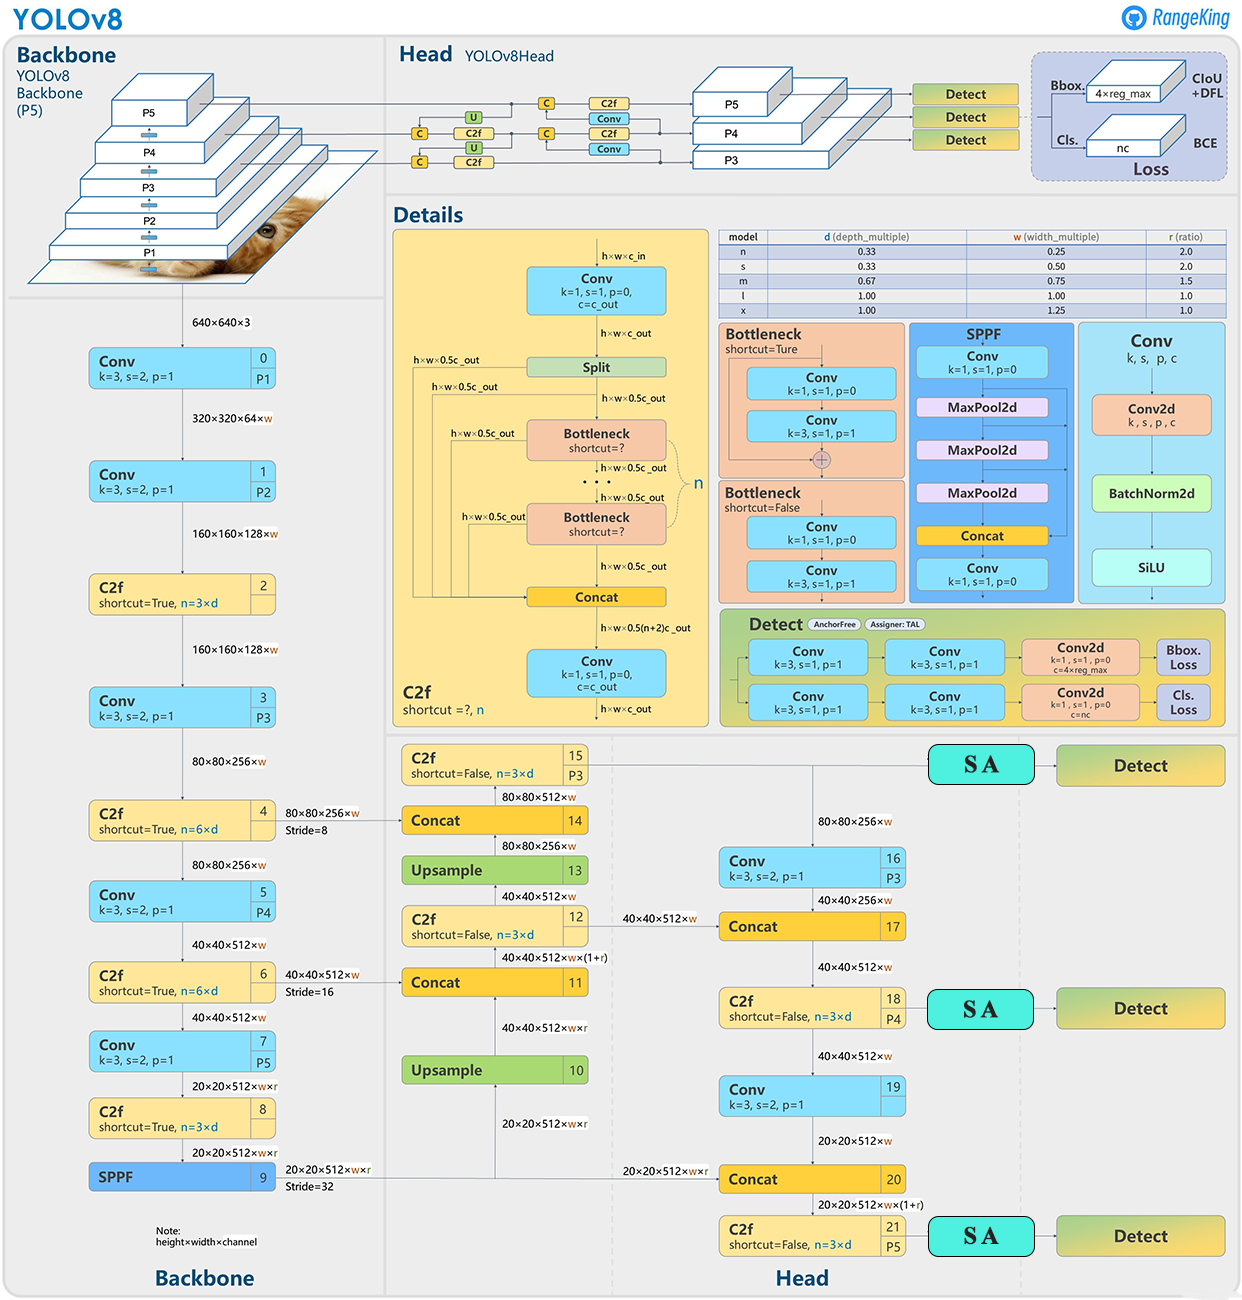 YOLOv8
RangeKing
Backbone
YOLOv8
Backbone
(P5)
P5
P4
P3
P2
P1
Head YOLOv8Head
U
C
C2f
U
C
C2f
C
C2f
Conv
C
C2f
Conv
P5
P4
P3
Detect
Detect
Detect
Bbox.
4×reg_max
CIoU
+DFL
Cls.
nc
BCE
Loss
640×640×3
Conv
k=3, s=2, p=1
0
P1
320×320×64×w
Conv
k=3, s=2, p=1
1
P2
160×160×128×w
C2f
shortcut=True, n=3×d
2
160×160×128×w
Conv
k=3, s=2, p=1
3
P3
80×80×256×w
C2f
shortcut=True, n=6×d
4
80×80×256×w
Stride=8
80×80×256×w
Conv
k=3, s=2, p=1
5
P4
40×40×512×w
C2f
shortcut=True, n=6×d
6
40×40×512×w
Stride=16
40×40×512×w
Conv
k=3, s=2, p=1
7
P5
20×20×512×w×r
C2f
shortcut=True, n=3×d
8
20×20×512×w×r
SPPF
9
20×20×512×w×r
Stride=32
Note:
height×width×channel
Backbone
Details
h×w×c_in
Conv
k=1, s=1, p=0,
c=c_out
h×w×c_out
h×w×0.5c_out
Split
h×w×0.5c_out
h×w×0.5c_out
h×w×0.5c_out
Bottleneck
shortcut=?
h×w×0.5c_out
. . .
n
h×w×0.5c_out
h×w×0.5c_out
Bottleneck
shortcut=?
h×w×0.5c_out
Concat
h×w×0.5(n+2)c_out
Conv
k=1, s=1, p=0,
c=c_out
h×w×c_out
C2f
shortcut =?, n
model d (depth_multiple) w (width_multiple) r (ratio)
n 0.33 0.25 2.0
s 0.33 0.50 2.0
m 0.67 0.75 1.5
l 1.00 1.00 1.0
x 1.00 1.25 1.0
Bottleneck
shortcut=Ture
Conv
k=1, s=1, p=0
Conv
k=3, s=1, p=1
+
Bottleneck
shortcut=False
Conv
k=1, s=1, p=0
Conv
k=3, s=1, p=1
SPPF
Conv
k=1, s=1, p=0
MaxPool2d
MaxPool2d
MaxPool2d
Concat
Conv
k=1, s=1, p=0
Conv
k, s, p, c
Conv2d
k, s, p, c
BatchNorm2d
SiLU
Detect AnchorFree Assigner: TAL
Conv
k=3, s=1, p=1
Conv
k=3, s=1, p=1
Conv2d
k=1, s=1, p=0
c=4×reg_max
Bbox.
Loss
Conv
k=3, s=1, p=1
Conv
k=3, s=1, p=1
Conv2d
k=1, s=1, p=0
c=nc
Cls.
Loss
C2f
shortcut=False, n=3×d
15
P3
80×80×512×w
Concat
14
80×80×256×w
Upsample
13
40×40×512×w
C2f
shortcut=False, n=3×d
12
40×40×512×w
40×40×512×w×(1+r)
Concat
11
40×40×512×w×r
Upsample
10
20×20×512×w×r
SA
Detect
80×80×256×w
Conv
k=3, s=2, p=1
16
P3
40×40×256×w
Concat
17
40×40×512×w
C2f
shortcut=False, n=3×d
18
P4
SA
Detect
40×40×512×w
Conv
k=3, s=2, p=1
19
20×20×512×w
20×20×512×w×r
Concat
20
20×20×512×w×(1+r)
C2f
shortcut=False, n=3×d
21
P5
SA
Detect
Head